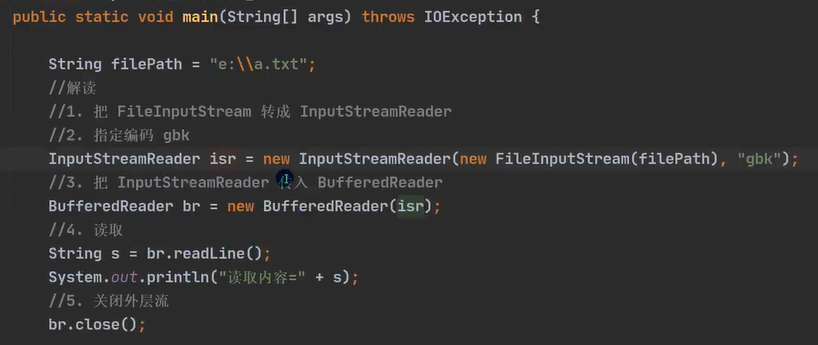 public static void main(String[] args) throws IOException {
String filePath = "e:\\a.txt";
//解读
//1. 把 FileInputStream 转成 InputStreamReader
//2. 指定编码 gbk
InputStreamReader isr = new InputStreamReader(new FileInputStream(filePath), "gbk");
//3. 把 InputStreamReader 传入 BufferedReader
BufferedReader br = new BufferedReader(isr);
//4. 读取
String s = br.readLine();
System.out.println("读取内容=" + s);
//5. 关闭外层流
br.close();